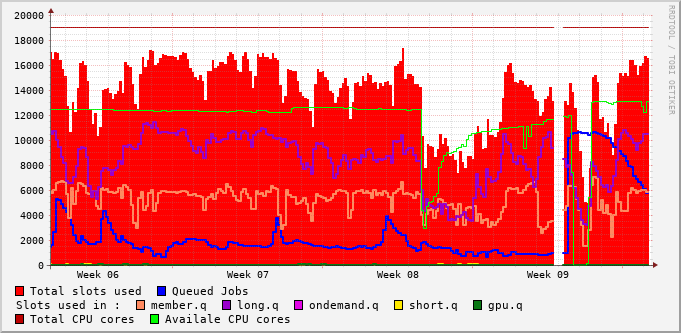 RRDTOOL / TOBI OETIKER
20000
18000
16000
14000
12000
10000
8000
6000
4000
2000
0
Week 06 Week 07 Week 08 Week 09
Total slots used Queued Jobs
Slots used in : member.q long.q ondemand.q short.q gpu.q
Total CPU cores Availale CPU cores